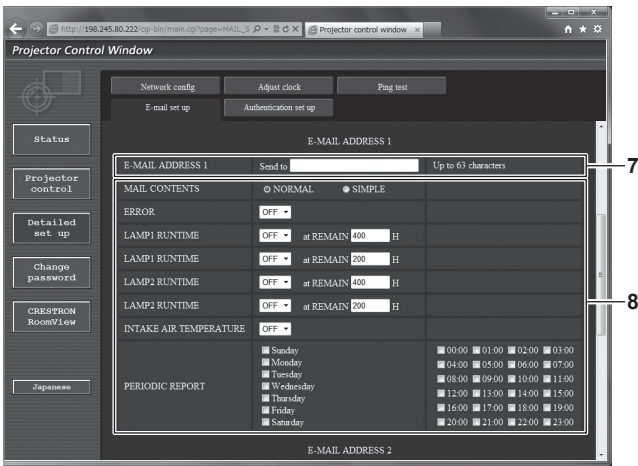 http://198.245.80.222/cgi-bin/main.cgi?page=MAIL_S
Projector control window
Projector Control Window
Network config
Adjust clock
Ping test
E-mail set up
Authentication set up
Status
Projector
control
Detailed
set up
Change
password
CRESTRON
RoomView
Japanese
E-MAIL ADDRESS 1
E-MAIL ADDRESS 1 Send to Up to 63 characters
7
MAIL CONTENTS NORMAL SIMPLE
ERROR OFF
LAMP1 RUNTIME OFF at REMAIN 400 H
LAMP1 RUNTIME OFF at REMAIN 200 H
LAMP2 RUNTIME OFF at REMAIN 400 H
8
LAMP2 RUNTIME OFF at REMAIN 200 H
INTAKE AIR TEMPERATURE OFF
PERIODIC REPORT
Sunday
Monday
Tuesday
Wednesday
Thursday
Friday
Saturday
00:00 01:00 02:00 03:00
04:00 05:00 06:00 07:00
08:00 09:00 10:00 11:00
12:00 13:00 14:00 15:00
16:00 17:00 18:00 19:00
20:00 21:00 22:00 23:00
E-MAIL ADDRESS 2